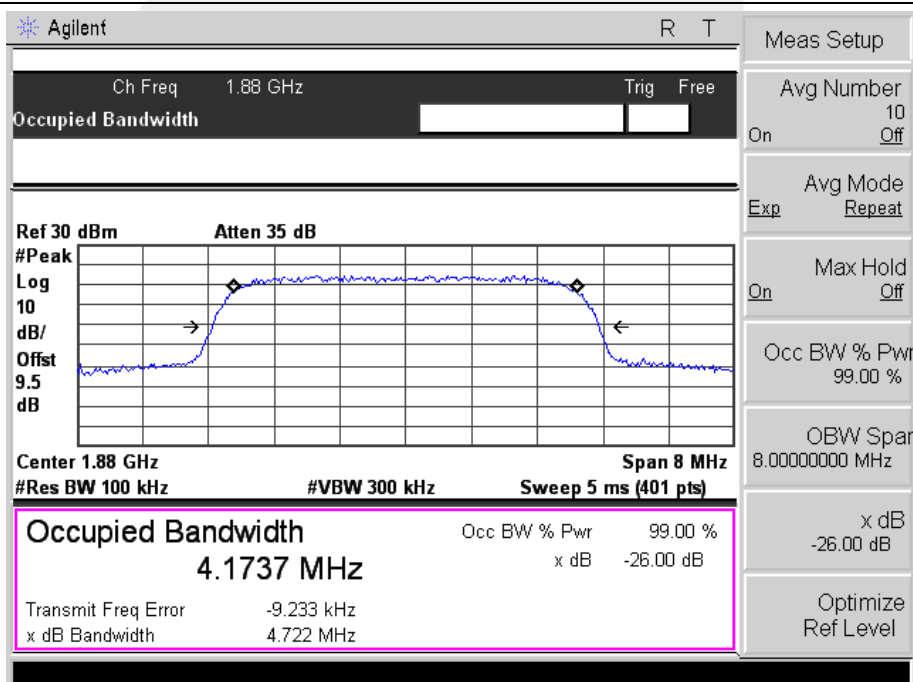 Agilent R T
Ch Freq 1.88 GHz Trig Free
Occupied Bandwidth
Ref 30 dBm Atten 35 dB
#Peak
Log
10
dB/
Offst
9.5
dB
Center 1.88 GHz Span 8 MHz
#Res BW 100 kHz #VBW 300 kHz Sweep 5 ms (401 pts)
Occupied Bandwidth Occ BW % Pwr 99.00 %
4.1737 MHz x dB -26.00 dB
Transmit Freq Error -9.233 kHz
x dB Bandwidth 4.722 MHz
Meas Setup
Avg Number
10
On Off
Avg Mode
Exp Repeat
Max Hold
On Off
Occ BW % Pwr
99.00 %
OBW Span
8.00000000 MHz
x dB
-26.00 dB
Optimize
Ref Level